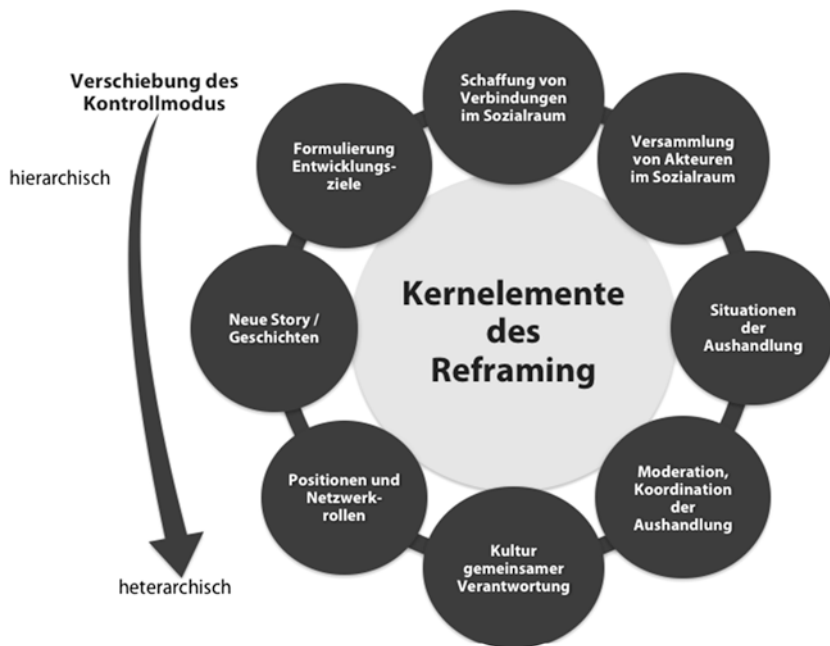 Verschiebung des
Kontrollmodus
hierarchisch
heterarchisch
Schaffung von
Verbindungen
im Sozialraum
Versammlung
von Akteuren
im Sozialraum
Situationen
der
Aushandlung
Moderation,
Koordination
der
Aushandlung
Kultur
gemeinsamer
Verantwortung
Positionen und
Netzwerk-
rollen
Neue Story /
Geschichten
Formulierung
Entwicklungs-
ziele
Kernelemente
des
Reframing